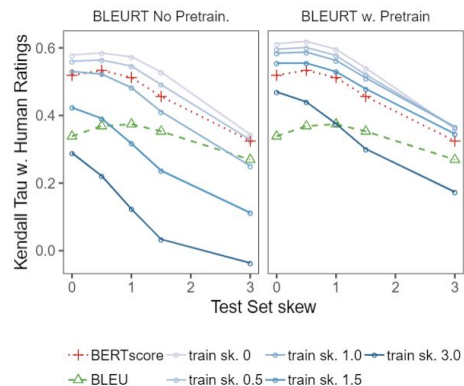 BLEURT No Pretrain.
BLEURT w. Pretrain
Kendall Tau w. Human Ratings
0.6
0.4
0.2
0.0
0 1 2 3
0 1 2 3
Test Set skew
BERTscore train sk. 0 train sk. 1.0 train sk. 3.0
BLEU train sk. 0.5 train sk. 1.5